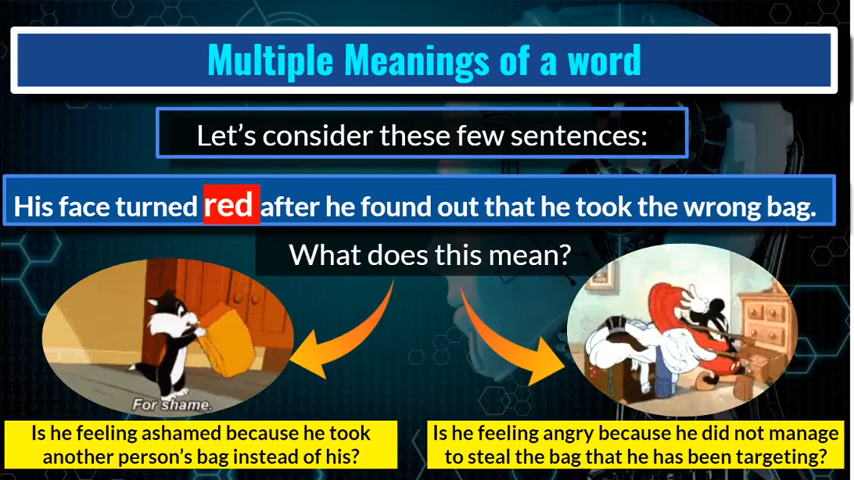 Multiple Meanings of a word
Let's consider these few sentences:
His face turned red after he found out that he took the wrong bag.
What does this mean?
For shame.
Is he feeling ashamed because he took
another person's bag instead of his?
Is he feeling angry because he did not manage
to steal the bag that he has been targeting?